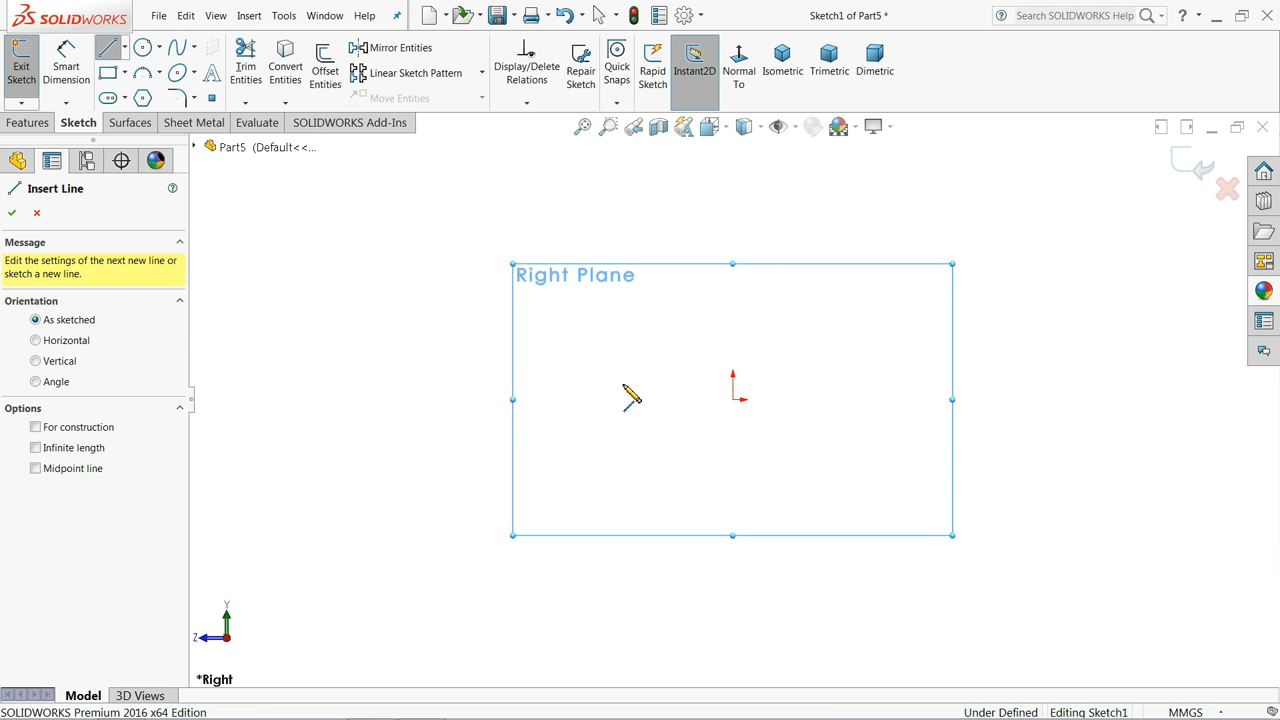 SOLIDWORKS
File Edit View Insert Tools Window Help
Sketch1 of Part5 *
Search SOLIDWORKS Help
Exit Sketch
Smart Dimension
Trim Entities
Convert Entities
Offset Entities
Mirror Entities
Linear Sketch Pattern
Move Entities
Display/Delete Relations
Repair Sketch
Quick Snaps
Rapid Sketch
Instant2D
Normal To
Isometric
Trimetric
Dimetric
Features Sketch Surfaces Sheet Metal Evaluate SOLIDWORKS Add-Ins
Part5 (Default<<...
Insert Line
Message
Edit the settings of the next new line or
sketch a new line.
Orientation
As sketched
Horizontal
Vertical
Angle
Options
For construction
Infinite length
Midpoint line
Right Plane
Y
Z
*Right
Model 3D Views
SOLIDWORKS Premium 2016 x64 Edition
Under Defined
Editing Sketch1
MMGS